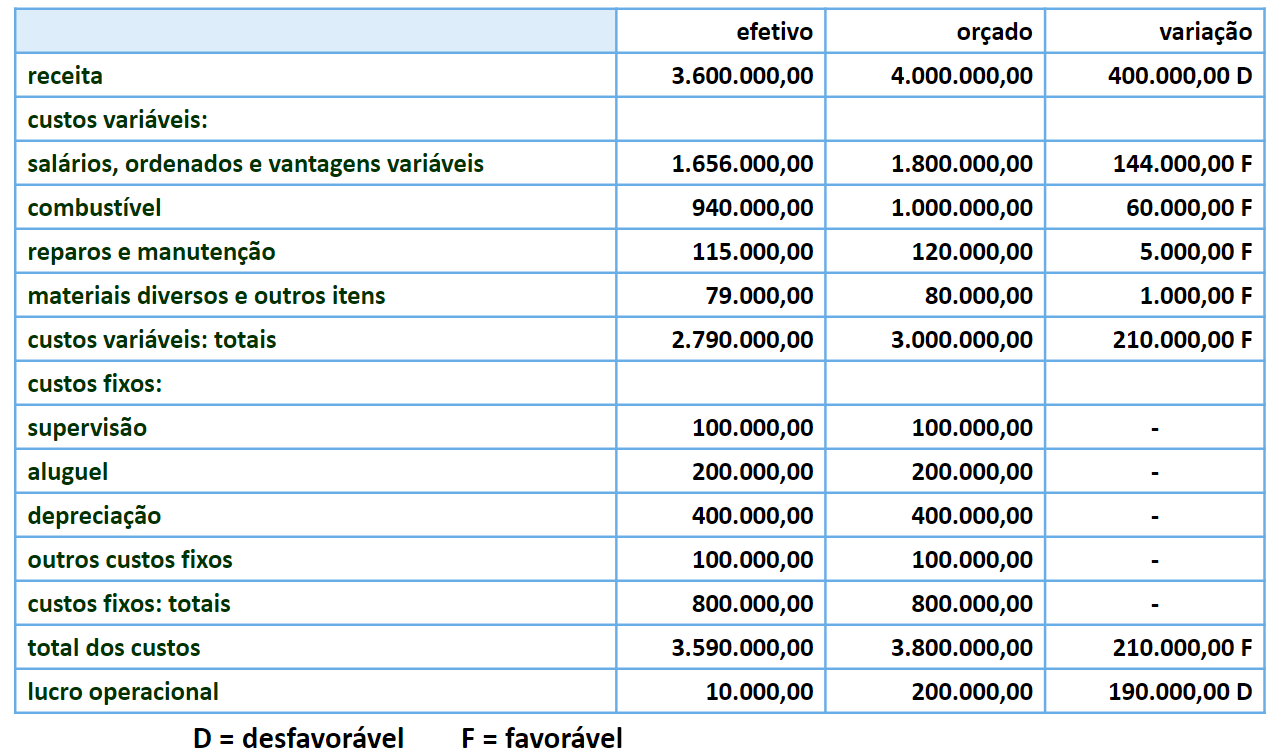 efetivo orçado variação
receita 3.600.000,00 4.000.000,00 400.000,00 D
custos variáveis:
salários, ordenados e vantagens variáveis 1.656.000,00 1.800.000,00 144.000,00 F
combustível 940.000,00 1.000.000,00 60.000,00 F
reparos e manutenção 115.000,00 120.000,00 5.000,00 F
materiais diversos e outros itens 79.000,00 80.000,00 1.000,00 F
custos variáveis: totais 2.790.000,00 3.000.000,00 210.000,00 F
custos fixos:
supervisão 100.000,00 100.000,00 -
aluguel 200.000,00 200.000,00 -
depreciação 400.000,00 400.000,00 -
outros custos fixos 100.000,00 100.000,00 -
custos fixos: totais 800.000,00 800.000,00 -
total dos custos 3.590.000,00 3.800.000,00 210.000,00 F
lucro operacional 10.000,00 200.000,00 190.000,00 D
D = desfavorável F = favorável